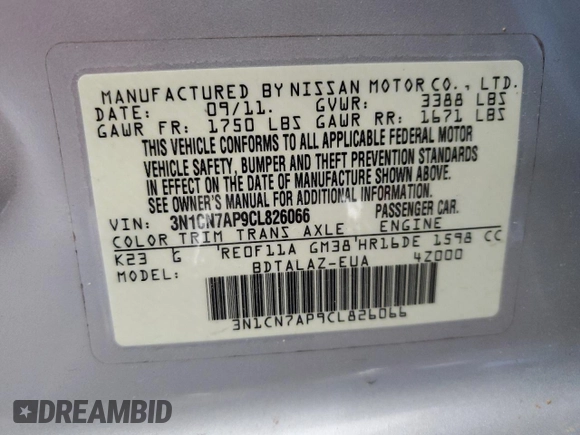 MANUFACTURED BY NISSAN MOTOR CO., LTD.
DATE: 09/11. GVWR: 3388 LBS
GAWR FR: 1750 LBS GAWR RR: 1671 LBS
THIS VEHICLE CONFORMS TO ALL APPLICABLE FEDERAL MOTOR
VEHICLE SAFETY, BUMPER AND THEFT PREVENTION STANDARDS
IN EFFECT ON THE DATE OF MANUFACTURE SHOWN ABOVE.
SEE OWNER'S MANUAL FOR ADDITIONAL INFORMATION.
VIN: 3N1CN7AP9CL826066 PASSENGER CAR.
COLOR TRIM TRANS AXLE ENGINE
K23 G RE0F11A GM38 HR16DE 1598 CC
MODEL: BDTALAZ-EUA 4Z000
3N1CN7AP9CL826066
DREAMBID